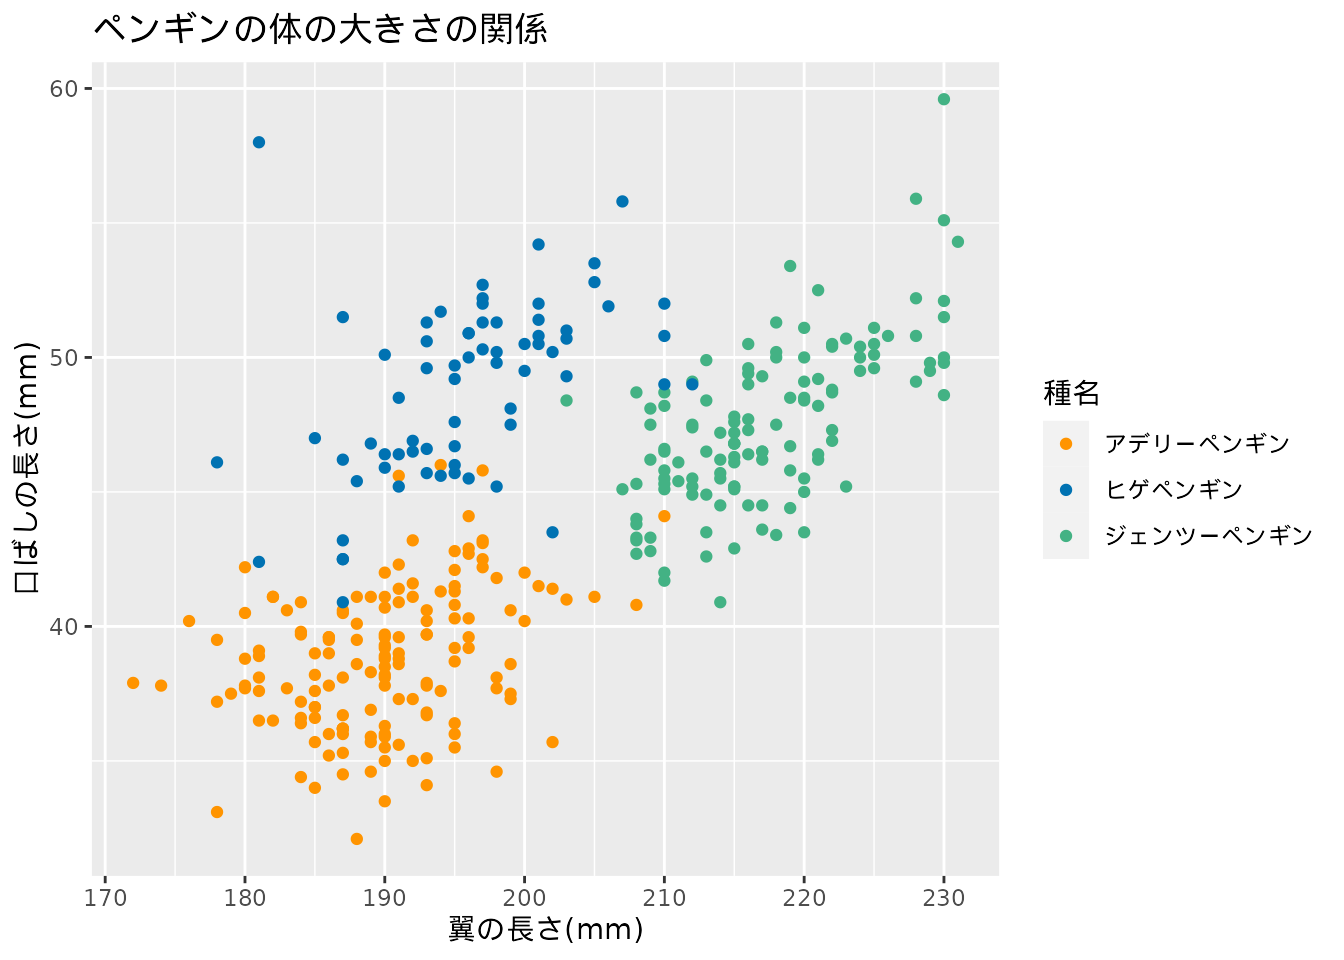 ペンギンの体の大きさの関係
60
50
40
口ばしの長さ(mm)
170 180 190 200 210 220 230
翼の長さ(mm)
種名
アデリーペンギン
ヒゲペンギン
ジェンツーペンギン